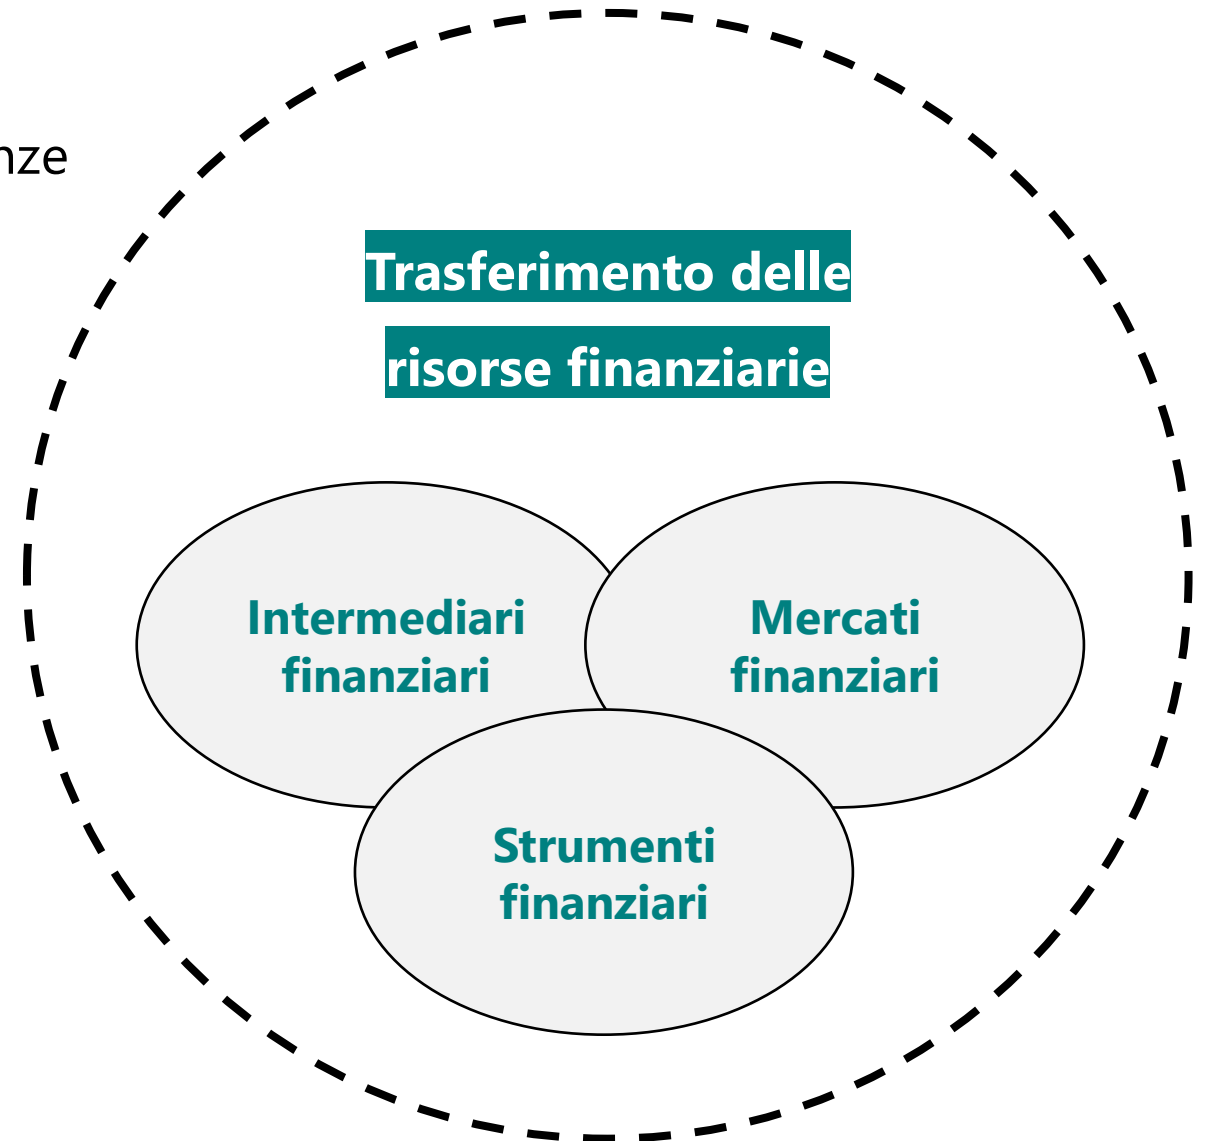 nze
Trasferimento delle
risorse finanziarie
Intermediari
finanziari
Mercati
finanziari
Strumenti
finanziari